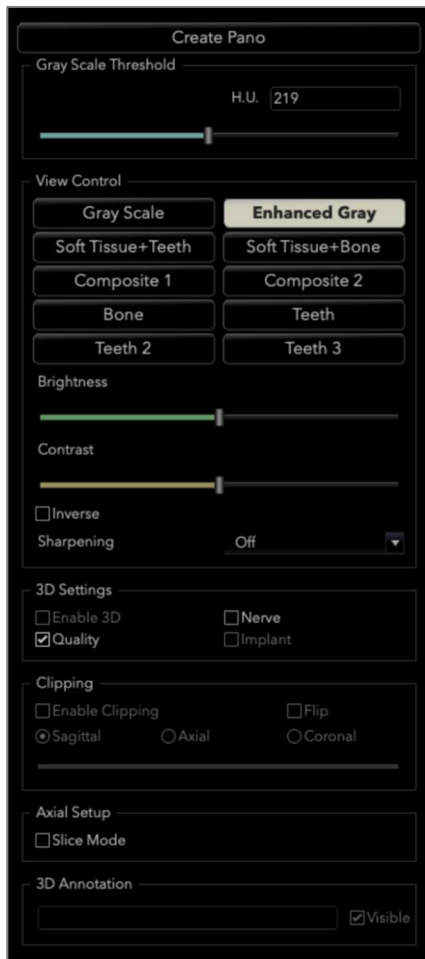 Create Pano
Gray Scale Threshold
H.U. 219
View Control
Gray Scale Enhanced Gray
Soft Tissue+Teeth Soft Tissue+Bone
Composite 1 Composite 2
Bone Teeth
Teeth 2 Teeth 3
Brightness
Contrast
Inverse
Sharpening Off
3D Settings
Enable 3D Nerve
Quality Implant
Clipping
Enable Clipping Flip
Sagittal Axial Coronal
Axial Setup
Slice Mode
3D Annotation
Visible